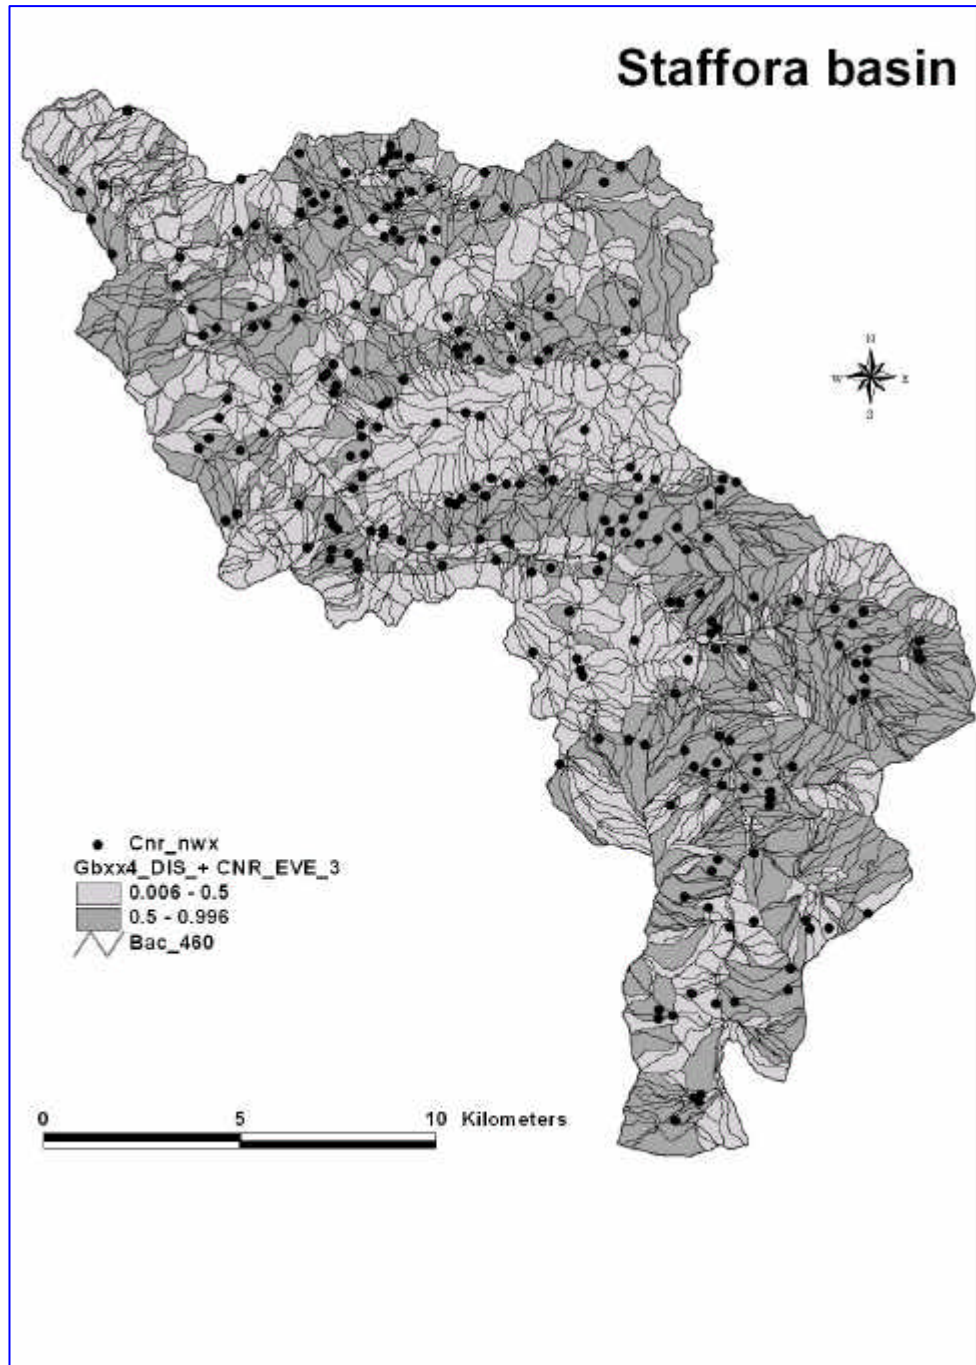 Staffora basin
N
W E
S
Cnr_nwx
Gbxx4_DIS_+ CNR_EVE_3
0.006 - 0.5
0.5 - 0.996
Bac_460
0 5 10 Kilometers